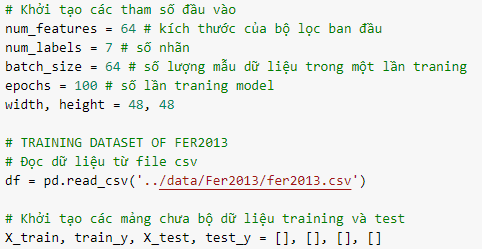 # Khởi tạo các tham số đầu vào
num_features = 64 # kích thước của bộ lọc ban đầu
num_labels = 7 # số nhãn
batch_size = 64 # số lượng mẫu dữ liệu trong một lần traning
epochs = 100 # số lần traning model
width, height = 48, 48
# TRAINING DATASET OF FER2013
# Đọc dữ liệu từ file csv
df = pd.read_csv('../data/Fer2013/fer2013.csv')
# Khởi tạo các mảng chưa bộ dữ liệu training và test
X_train, train_y, X_test, test_y = [], [], [], []